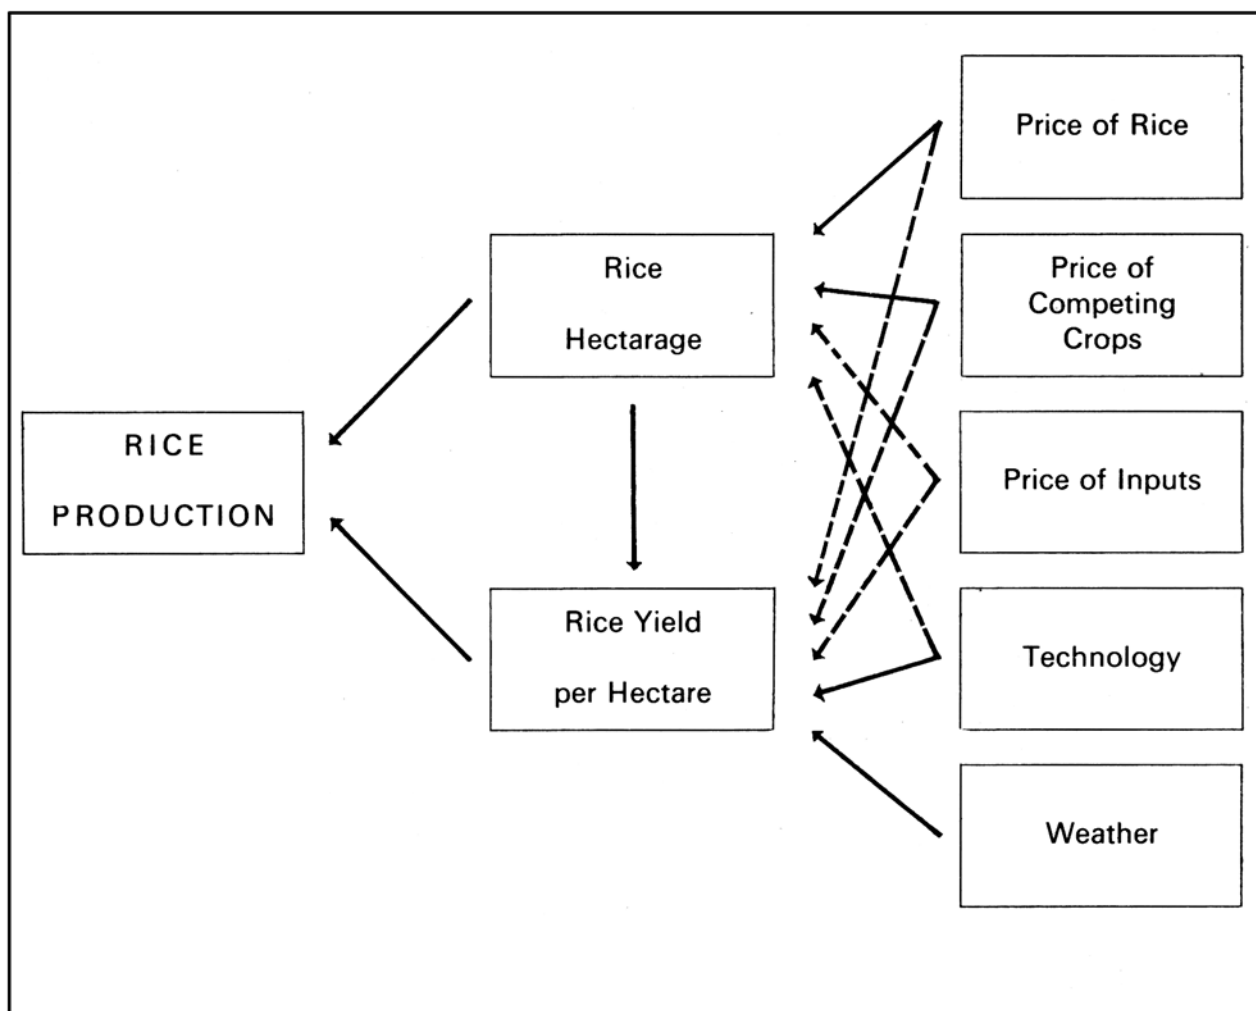 Price of Rice
Rice
Hectarage
Price of
Competing
Crops
RICE
PRODUCTION
Price of Inputs
Rice Yield
per Hectare
Technology
Weather